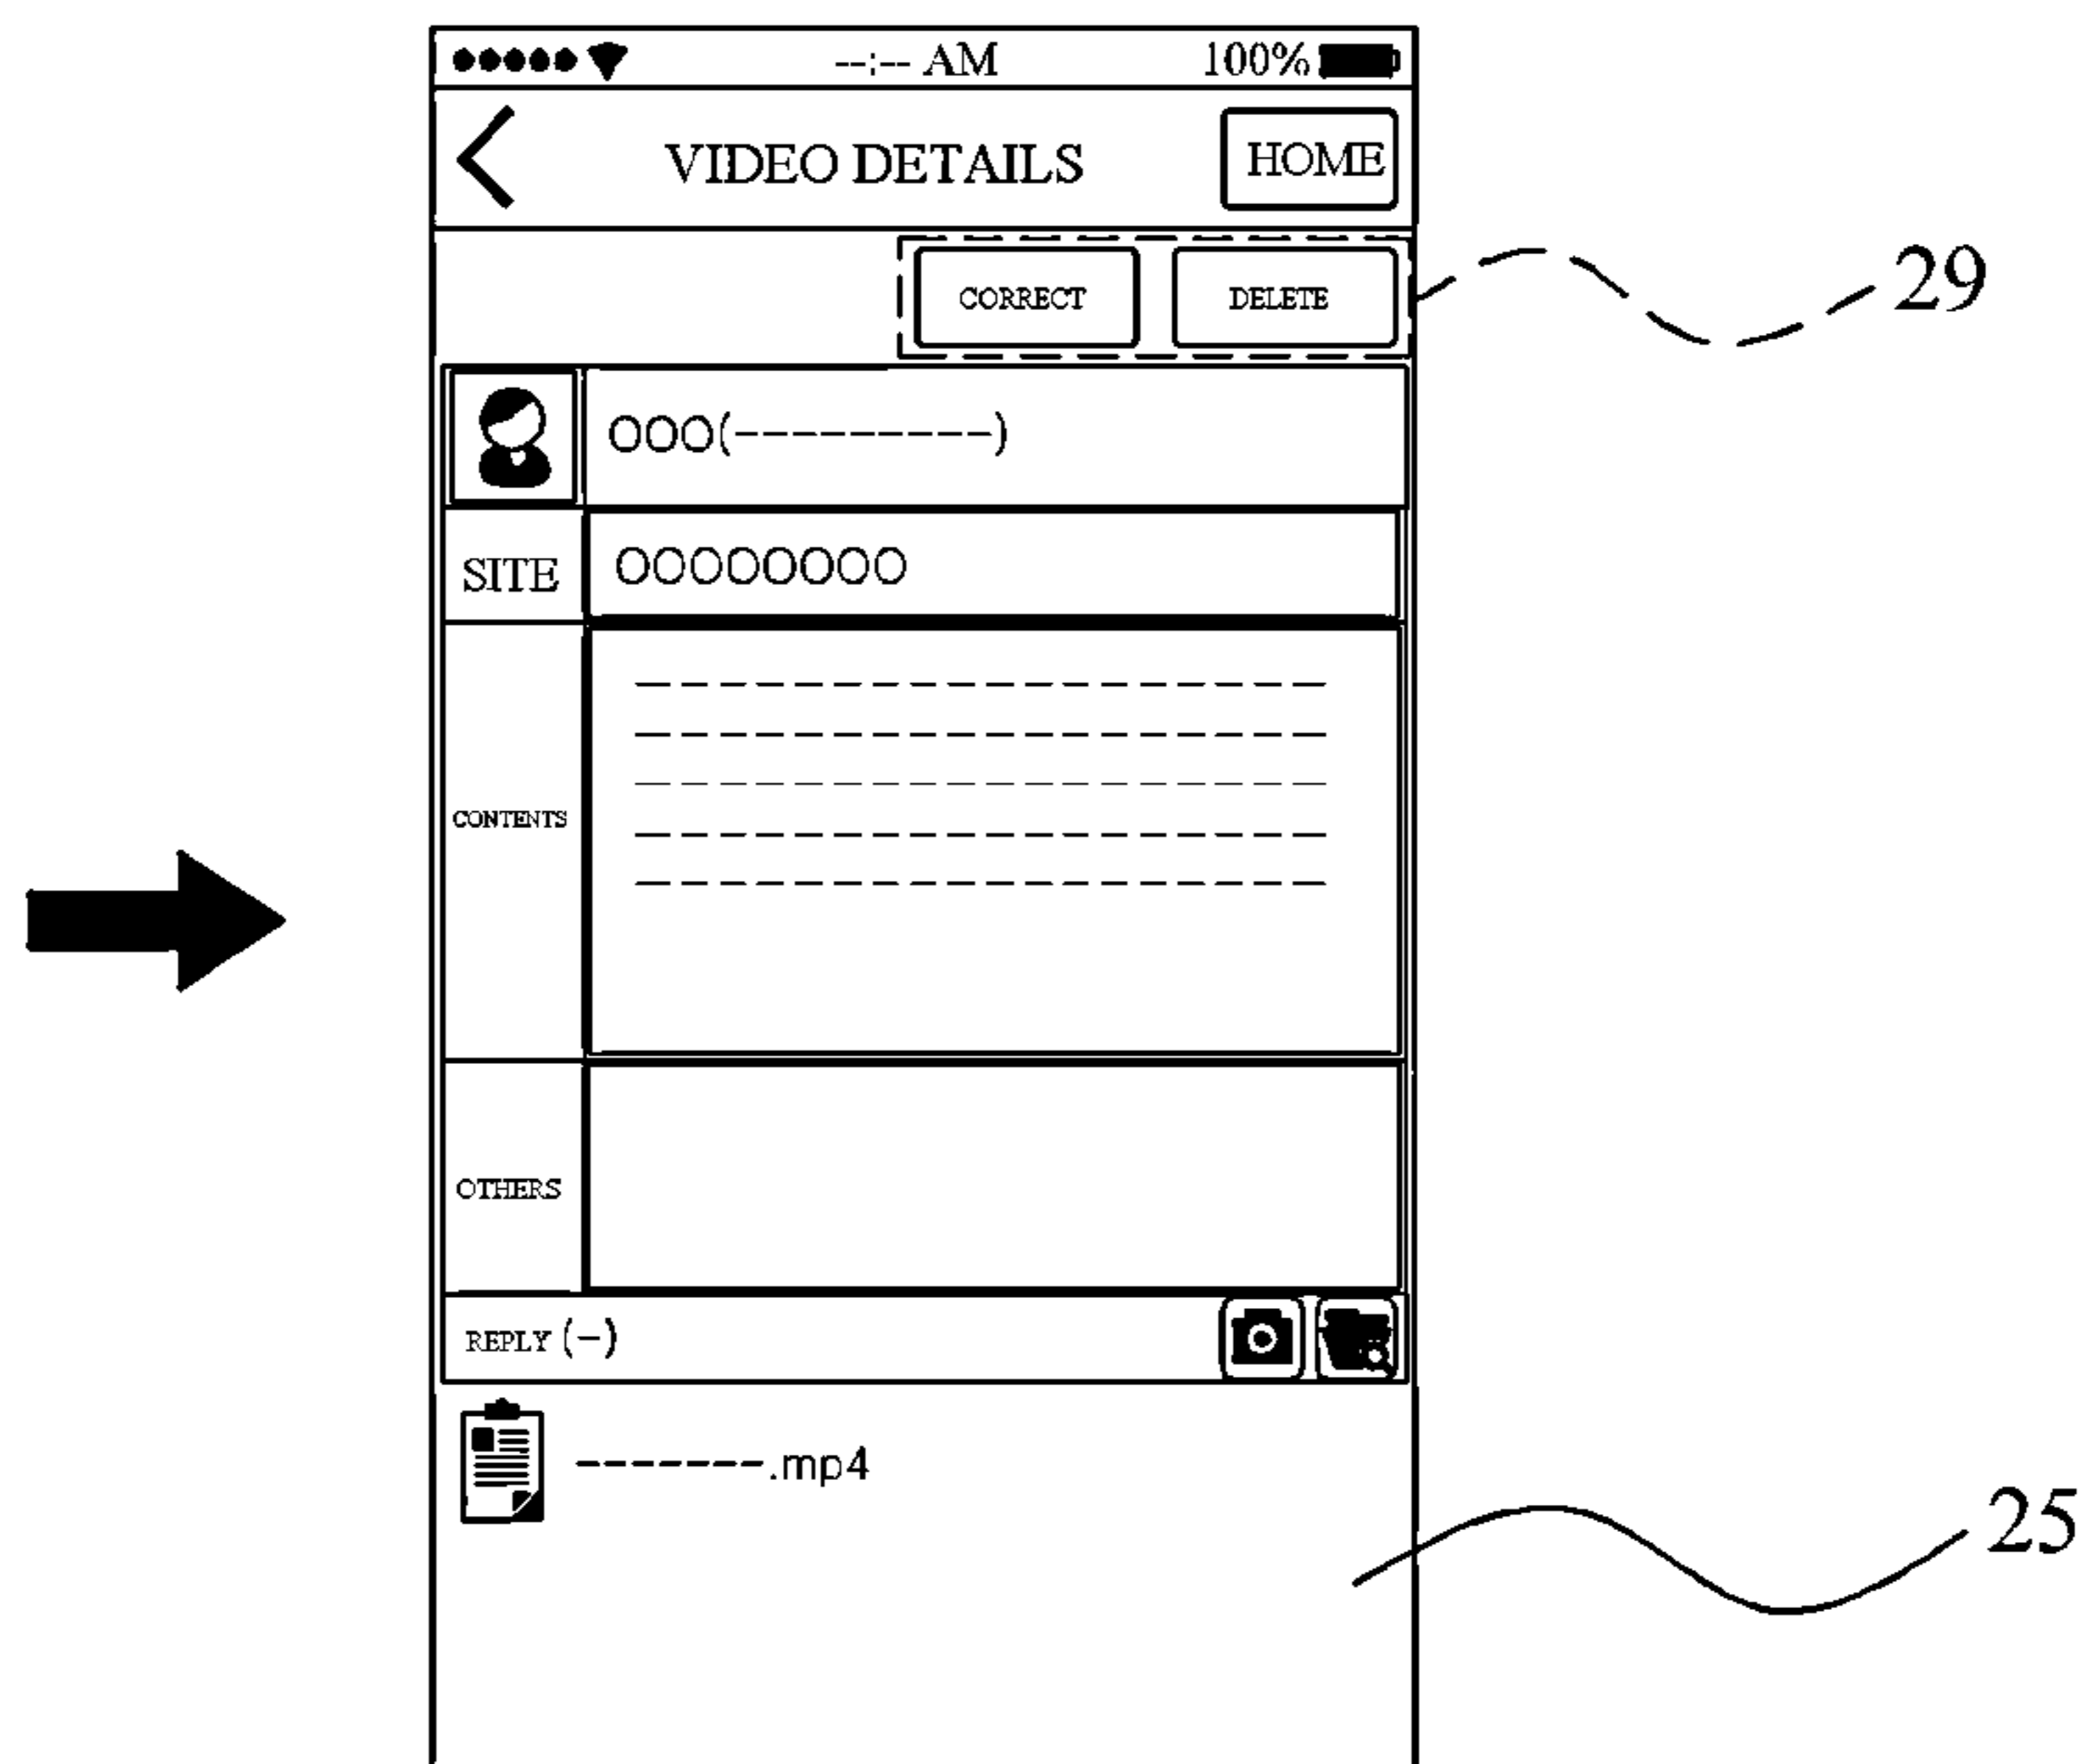 --:-- AM 100%
VIDEO DETAILS HOME
CORRECT DELETE 29
OOO(----------)
SITE OOOOOOOO
CONTENTS
OTHERS
REPLY (-)
-------.mp4
25